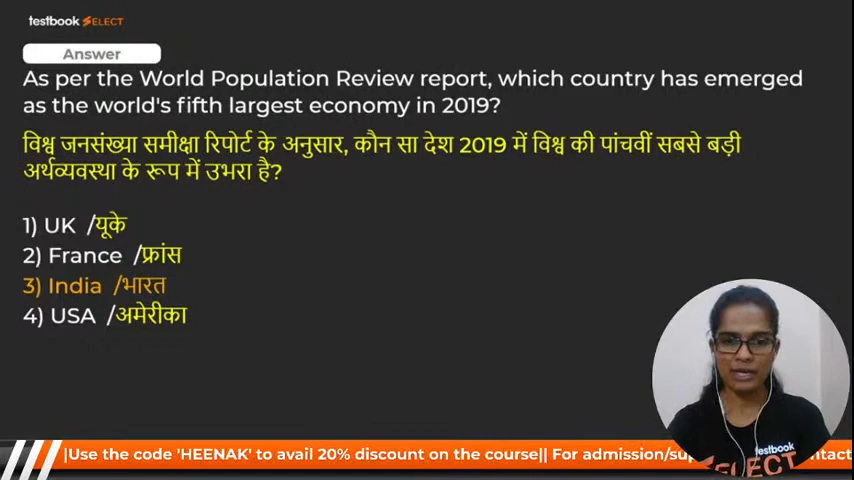 testbook SELECT
Answer
As per the World Population Review report, which country has emerged
as the world's fifth largest economy in 2019?
विश्व जनसंख्या समीक्षा रिपोर्ट के अनुसार, कौन सा देश 2019 में विश्व की पांचवीं सबसे बड़ी
अर्थव्यवस्था के रूप में उभरा है?
1) UK /यूके
2) France /फ्रांस
3) India /भारत
4) USA /अमेरीका
testbook
SELECT
|Use the code 'HEENAK' to avail 20% discount on the course|| For admission/